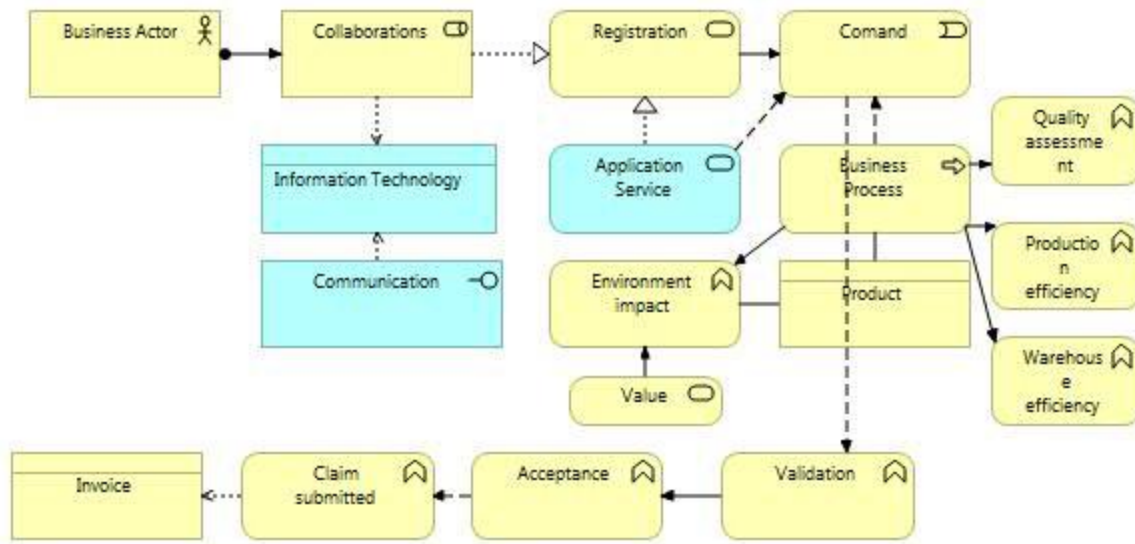 Business Actor
Collaborations
Registration
Comand
Quality
assessme
nt
Information Technology
Application
Service
Business
Process
Productio
n
efficiency
Communication
Environment
impact
Product
Warehous
e
efficiency
Value
Invoice
Claim
submitted
Acceptance
Validation